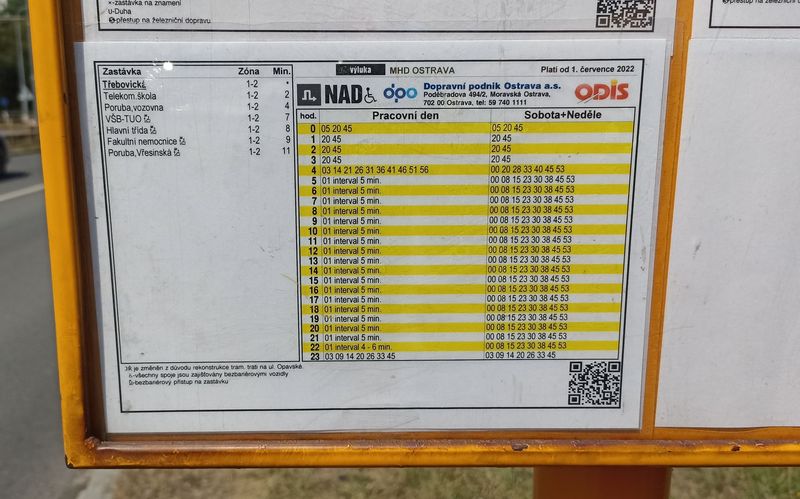 ×-zastávka na znamení
u-Duha
přestup na železniční dopravu
přestup na železniční
výluka MHD OSTRAVA Platí od 1. července 2022
Zastávka Zóna Min.
Třebovická 1-2 •
Telekom.škola 1-2 2
Poruba,vozovna 1-2 4
VŠB-TUO 1-2 7
Hlavní třída 1-2 8
Fakultní nemocnice 1-2 9
Poruba,Vřesinská 1-2 11
NAD dpo Dopravní podnik Ostrava a.s. ODIS
Poděbradova 494/2, Moravská Ostrava,
702 00 Ostrava, tel: 59 740 1111
hod. Pracovní den Sobota+Neděle
0 05 20 45 05 20 45
1 20 45 20 45
2 20 45 20 45
3 20 45 20 45
4 03 14 21 26 31 36 41 46 51 56 00 20 28 33 40 45 53
5 01 interval 5 min. 00 08 15 23 30 38 45 53
6 01 interval 5 min. 00 08 15 23 30 38 45 53
7 01 interval 5 min. 00 08 15 23 30 38 45 53
8 01 interval 5 min. 00 08 15 23 30 38 45 53
9 01 interval 5 min. 00 08 15 23 30 38 45 53
10 01 interval 5 min. 00 08 15 23 30 38 45 53
11 01 interval 5 min. 00 08 15 23 30 38 45 53
12 01 interval 5 min. 00 08 15 23 30 38 45 53
13 01 interval 5 min. 00 08 15 23 30 38 45 53
14 01 interval 5 min. 00 08 15 23 30 38 45 53
15 01 interval 5 min. 00 08 15 23 30 38 45 53
16 01 interval 5 min. 00 08 15 23 30 38 45 53
17 01 interval 5 min. 00 08 15 23 30 38 45 53
18 01 interval 5 min. 00 08 15 23 30 38 45 53
19 01 interval 5 min. 00 08 15 23 30 38 45 53
20 01 interval 5 min. 00 08 15 23 30 38 45 53
21 01 interval 5 min. 00 08 15 23 30 38 45 53
22 01 interval 4 - 6 min. 00 08 15 23 30 38 45 53
23 03 09 14 20 26 33 45 03 09 14 20 26 33 45
JŘ je změněn z důvodu rekonstrukce tram. trati na ul. Opavské.
-všechny spoje jsou zajišťovány bezbariérovými vozidly
-bezbariérový přístup na zastávku